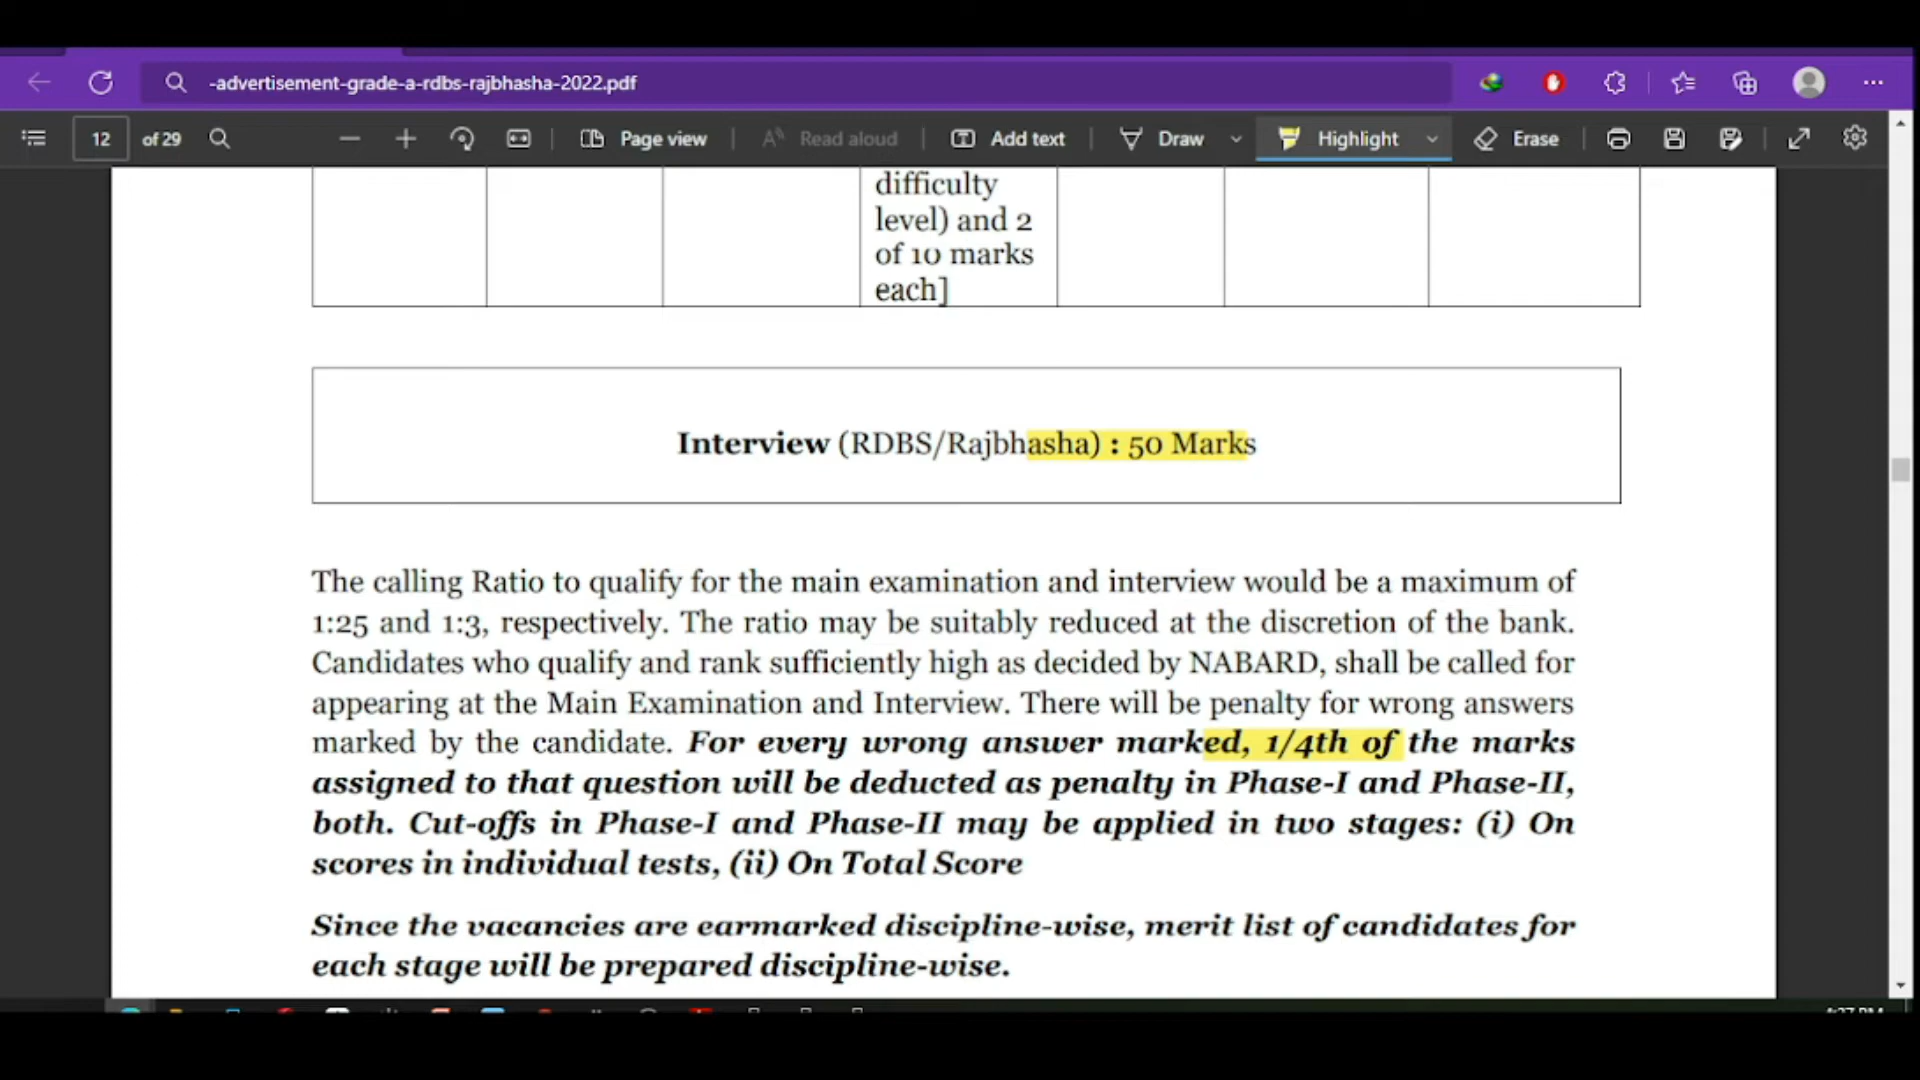 -advertisement-grade-a-rdbs-rajbhasha-2022.pdf
12 of 29 Page view Read aloud Add text Draw Highlight Erase
difficulty
level) and 2
of 10 marks
each]
Interview (RDBS/Rajbhasha) : 50 Marks
The calling Ratio to qualify for the main examination and interview would be a maximum of
1:25 and 1:3, respectively. The ratio may be suitably reduced at the discretion of the bank.
Candidates who qualify and rank sufficiently high as decided by NABARD, shall be called for
appearing at the Main Examination and Interview. There will be penalty for wrong answers
marked by the candidate. For every wrong answer marked, 1/4th of the marks
assigned to that question will be deducted as penalty in Phase-I and Phase-II,
both. Cut-offs in Phase-I and Phase-II may be applied in two stages: (i) On
scores in individual tests, (ii) On Total Score
Since the vacancies are earmarked discipline-wise, merit list of candidates for
each stage will be prepared discipline-wise.